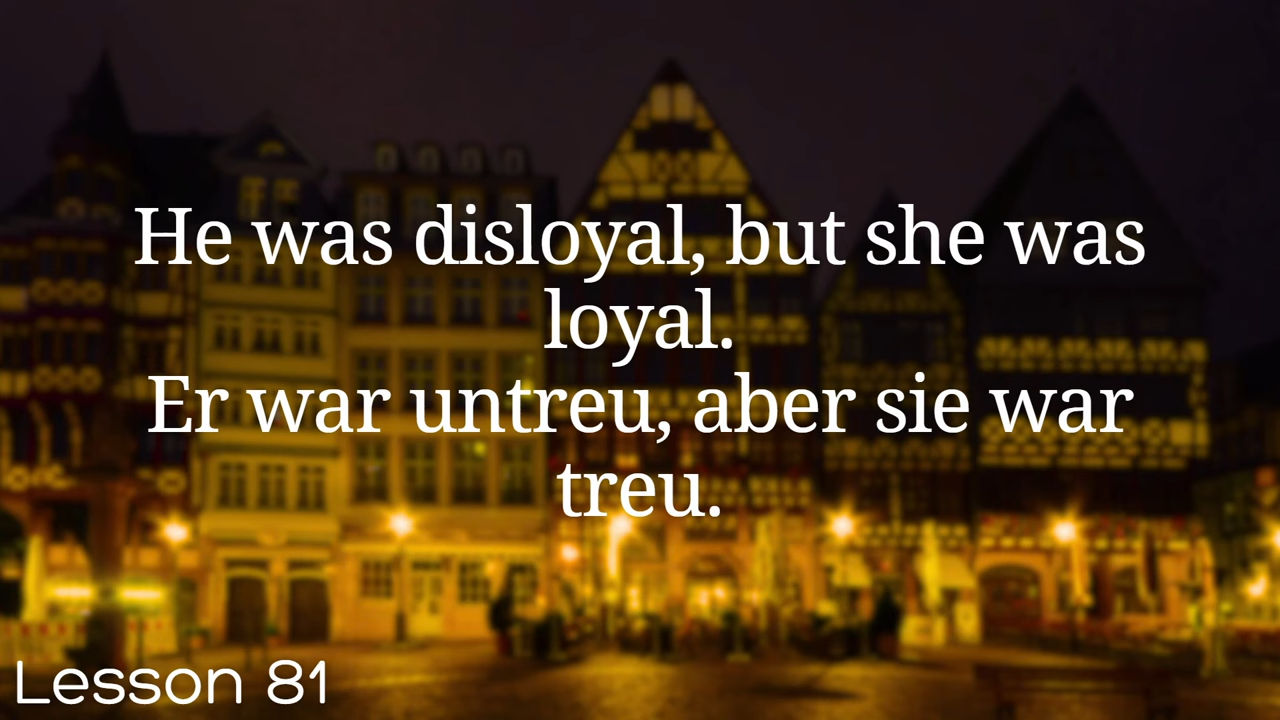 He was disloyal, but she was
loyal.
Er war untreu, aber sie war
treu.
Lesson 81